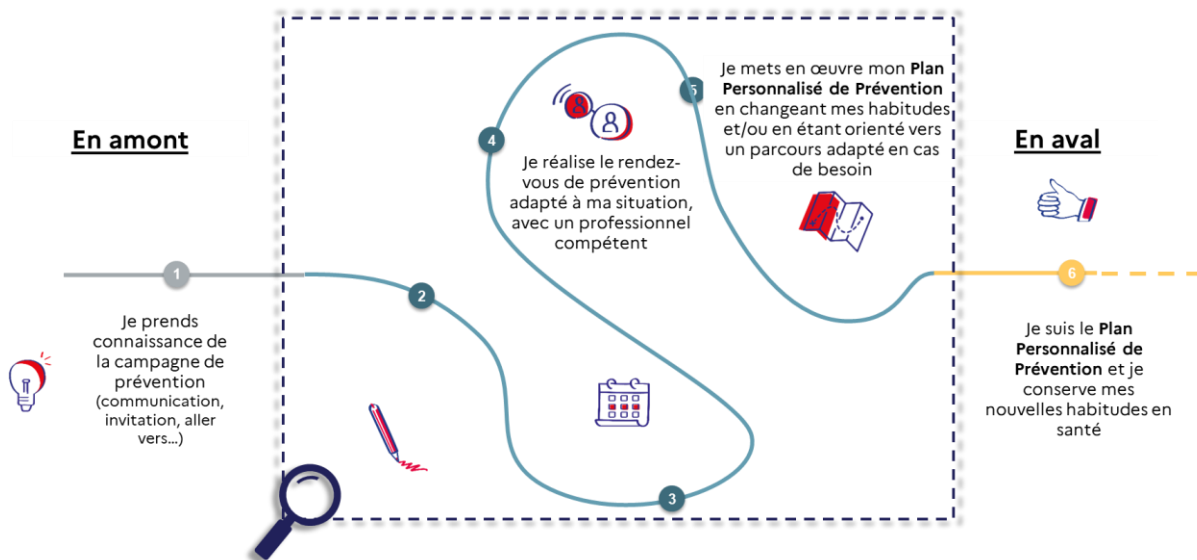 En amont
1
Je prends
connaissance de
la campagne de
prévention
(communication,
invitation, aller
vers…)
2
3
4
Je réalise le rendez-
vous de prévention
adapté à ma situation,
avec un professionnel
compétent
5
Je mets en œuvre mon Plan
Personnalisé de Prévention
en changeant mes habitudes
et/ou en étant orienté vers
un parcours adapté en cas
de besoin
En aval
6
Je suis le Plan
Personnalisé de
Prévention et je
conserve mes
nouvelles habitudes en
santé